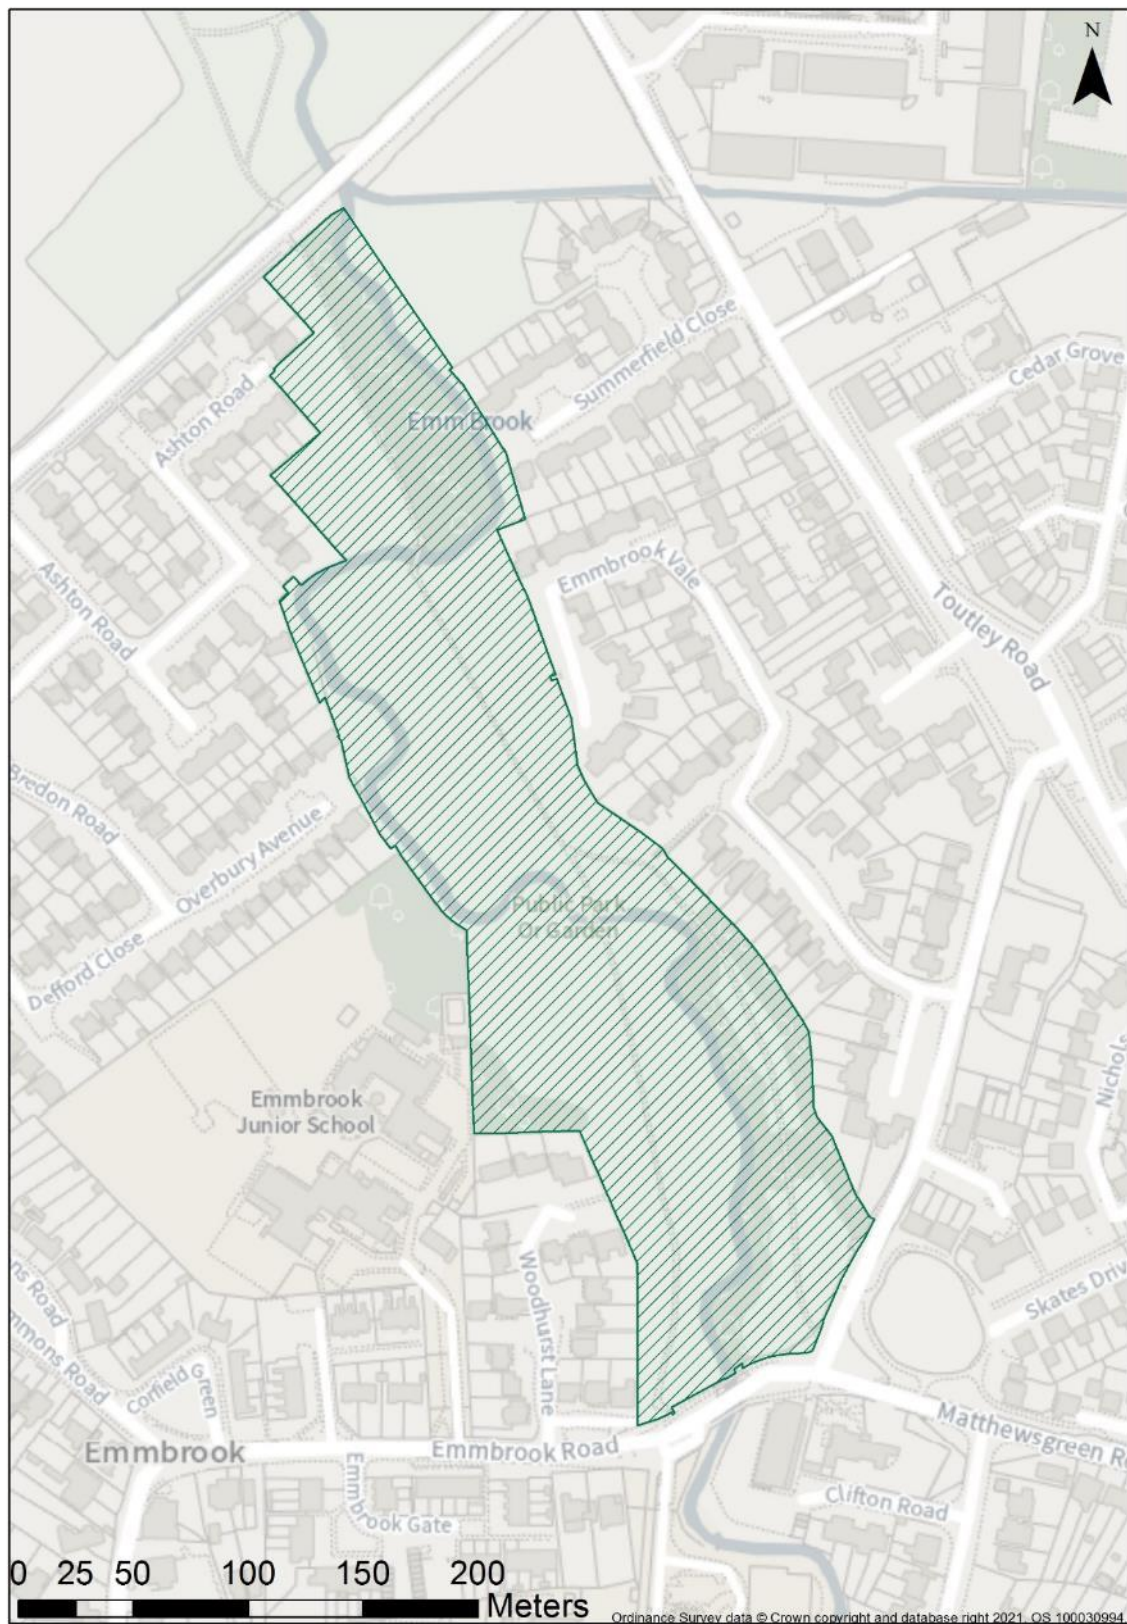 N
Summerfield Close
Cedar Grove
Ashton Road
Emm Brook
Emmbrook Vale
Toutley Road
Ashton Road
Bredon Road
Overbury Avenue
Public Park
Or Garden
Defford Close
Emmbrook
Junior School
Nichols
Woodhurst Lane
Skates Driv
ns Road
mmons Road
Corfield Green
Matthewsgreen R
Emmbrook
Emmbrook Road
Emmbrook Gate
Clifton Road
0 25 50 100 150 200
Meters
Ordinance Survey data © Crown copyright and database right 2021. OS 100030994.